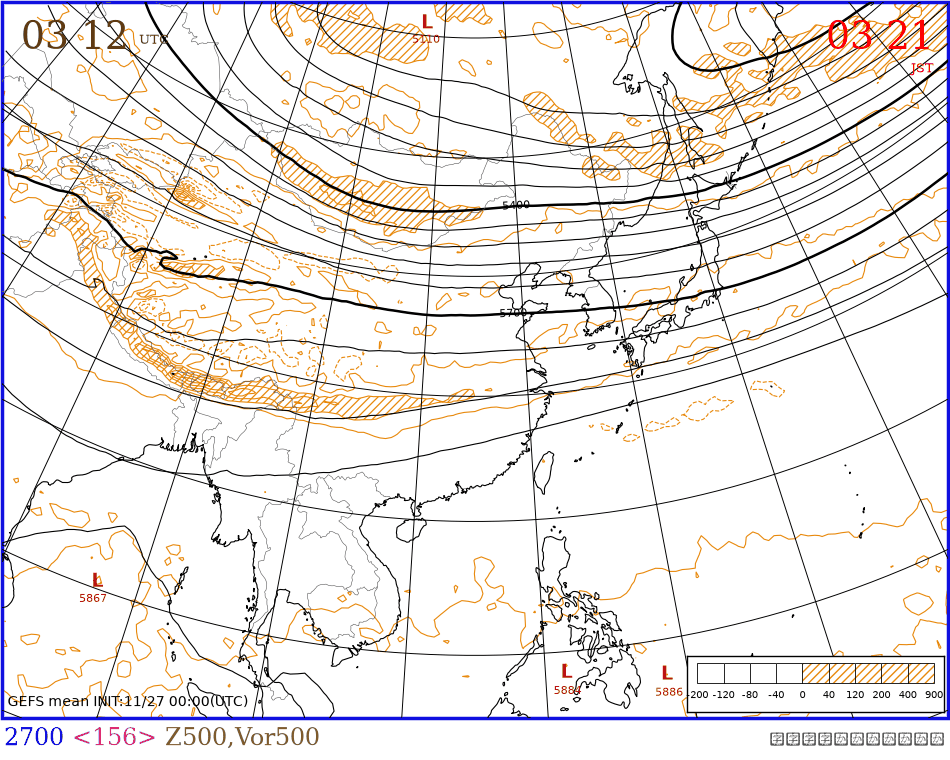 03 12 UTC
03 21 JST
L
5110
5400
5700
L
5867
L
L
5886
GEFS mean INIT:11/27 00:00(UTC)
-200 -120 -80 -40 0 40 120 200 400 900
2700 <156> Z500,Vor500